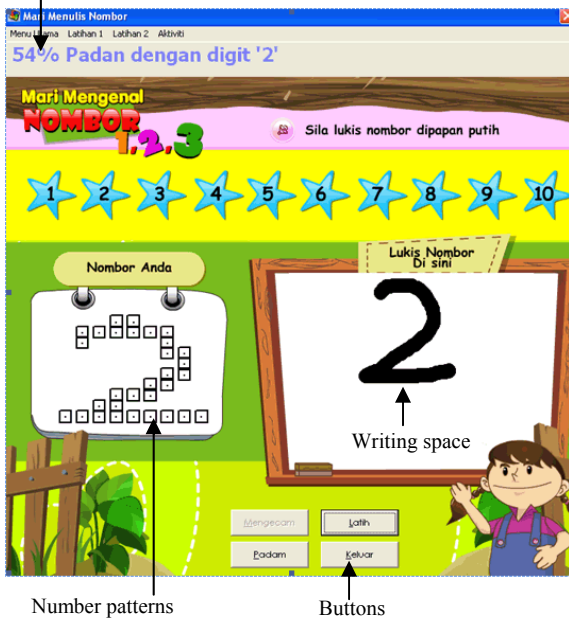 Mari Menulis Nombor
Menu Utama Latihan 1 Latihan 2 Aktiviti
54% Padan dengan digit '2'
Mari Mengenal
NOMBOR
1,2,3
Sila lukis nombor dipapan putih
1 2 3 4 5 6 7 8 9 10
Nombor Anda
Lukis Nombor
Di sini
2
Writing space
Mengecam Latih
Padam Keluar
Number patterns Buttons